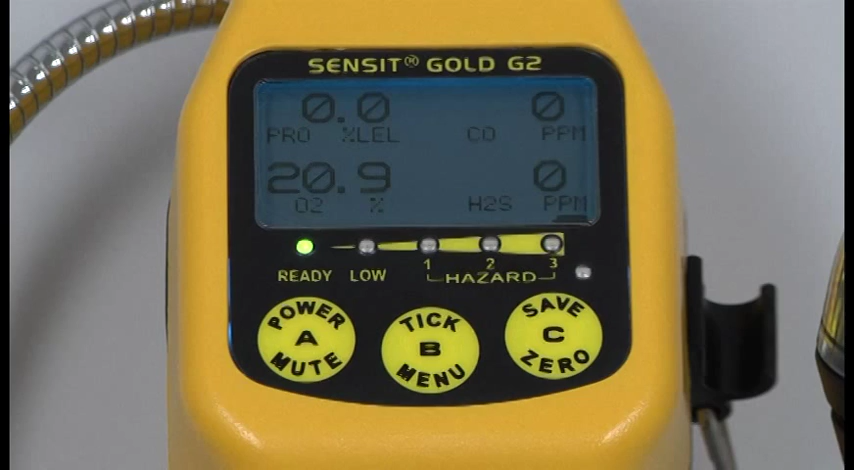 SENSIT® GOLD G2
0.0 0
PRO %LEL CO PPM
20.9 0
O2 % H2S PPM
1 2 3
READY LOW HAZARD
POWER A MUTE
TICK B MENU
SAVE C ZERO